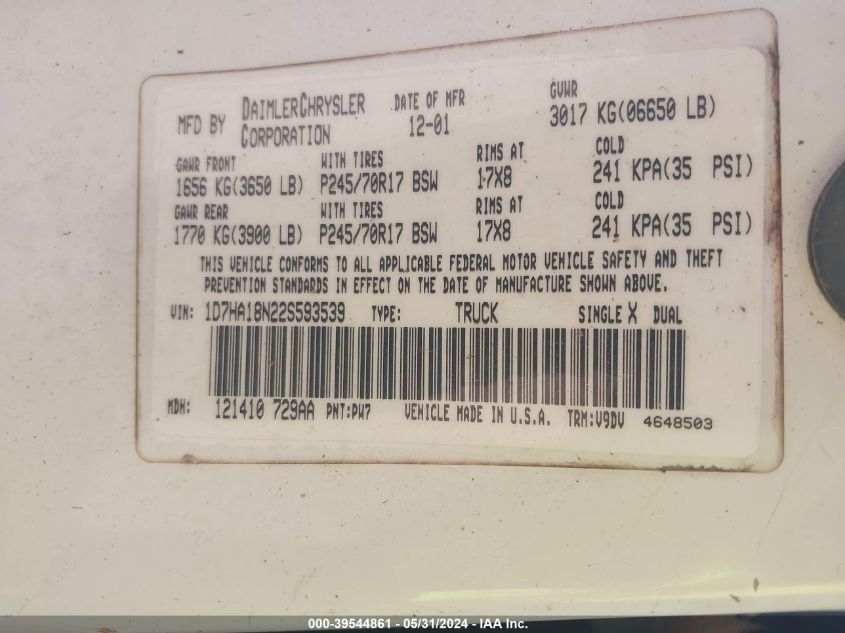 MFD BY DAIMLERCHRYSLER CORPORATION DATE OF MFR 12-01 GVWR 3017 KG(06650 LB)
GAWR FRONT WITH TIRES RIMS AT COLD
1656 KG(3650 LB) P245/70R17 BSW 17X8 241 KPA(35 PSI)
GAWR REAR WITH TIRES RIMS AT COLD
1770 KG(3900 LB) P245/70R17 BSW 17X8 241 KPA(35 PSI)
THIS VEHICLE CONFORMS TO ALL APPLICABLE FEDERAL MOTOR VEHICLE SAFETY AND THEFT
PREVENTION STANDARDS IN EFFECT ON THE DATE OF MANUFACTURE SHOWN ABOVE.
VIN: 1D7HA18N22S593539 TYPE: TRUCK SINGLE X DUAL
MDH: 121410 729AA PNT:PW7 VEHICLE MADE IN U.S.A. TRM:V9DV 4648503
000-39544861 - 05/31/2024 - IAA Inc.